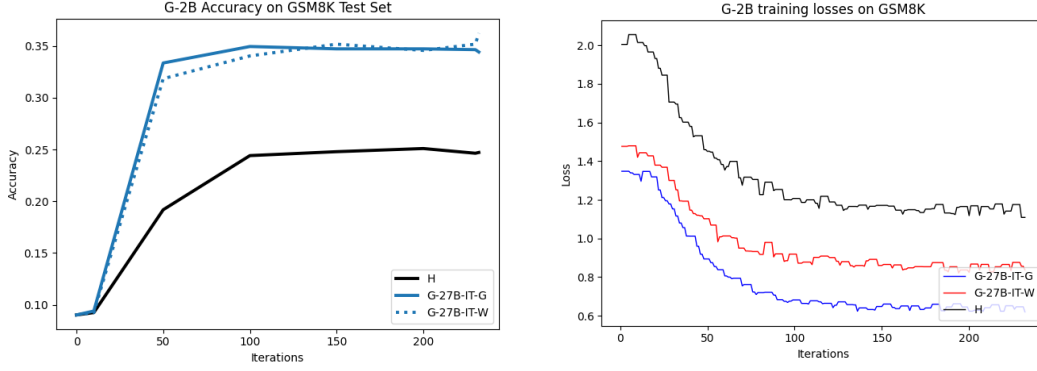 G-2B Accuracy on GSM8K Test Set
0.35
0.30
0.25
0.20
0.15
0.10
Accuracy
0
50
100
150
200
Iterations
H
G-27B-IT-G
G-27B-IT-W
G-2B training losses on GSM8K
2.0
1.8
1.6
1.4
1.2
1.0
0.8
0.6
Loss
0
50
100
150
200
Iterations
G-27B-IT-G
G-27B-IT-W
H